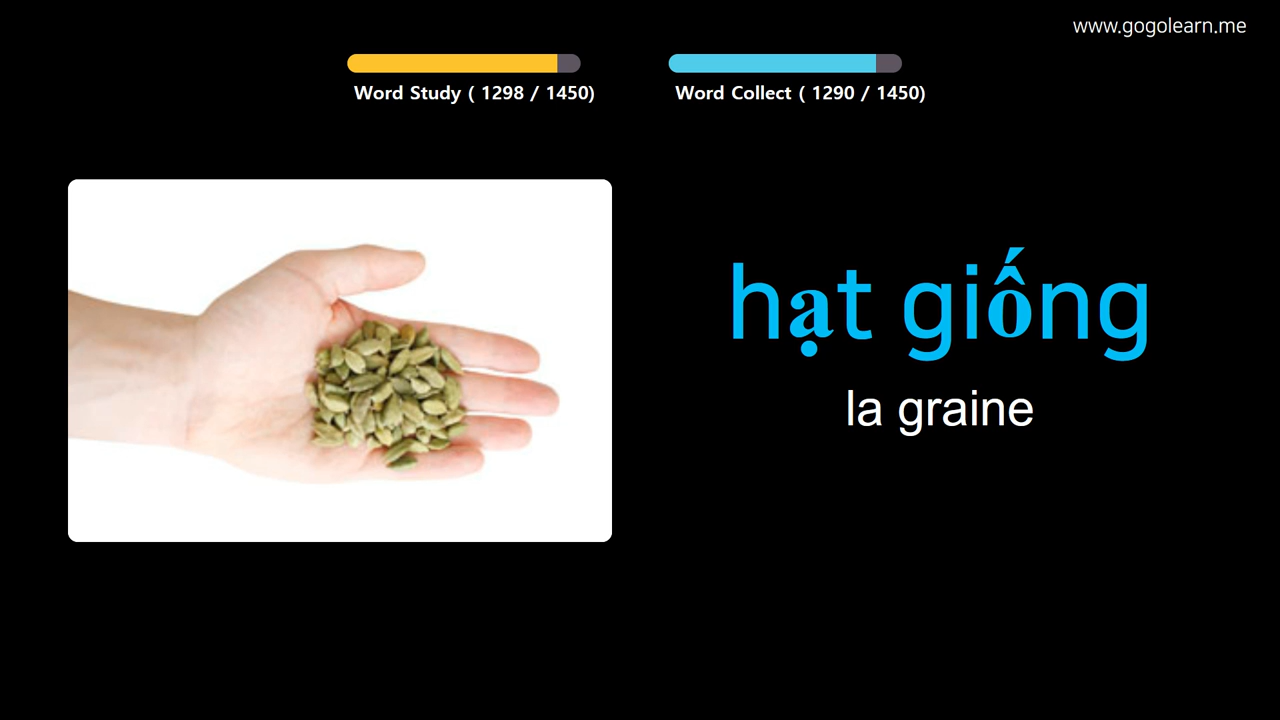 www.gogolearn.me
Word Study ( 1298 / 1450)
Word Collect ( 1290 / 1450)
hạt giống
la graine